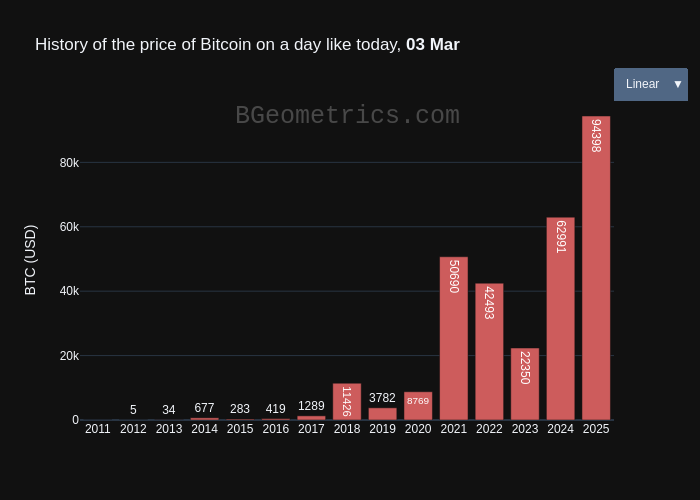 History of the price of Bitcoin on a day like today, 03 Mar
Linear ▼
BGeometrics.com
BTC (USD)
80k
60k
40k
20k
0
5
34
677
283
419
1289
11426
3782
8769
50690
42493
22350
62991
94398
2011 2012 2013 2014 2015 2016 2017 2018 2019 2020 2021 2022 2023 2024 2025